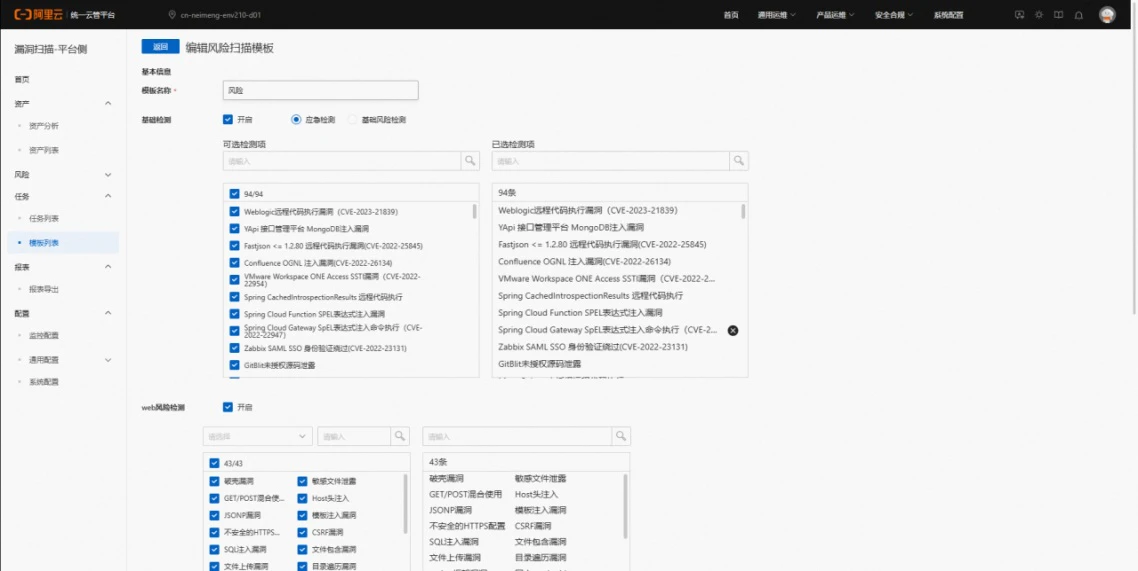 阿里云 | 统一云管平台
cn-neimeng-env210-d01
首页 通用运维 产品运维 安全合规 系统配置
漏洞扫描-平台侧
首页
资产
资产分析
资产列表
风险
任务
任务列表
模板列表
报表
报表导出
配置
监控配置
通用配置
系统配置
返回 编辑风险扫描模板
基本信息
模板名称 * 风险
基础检测 开启 应急检测 基础风险检测
可选检测项
请输入
94/94
Weblogic远程代码执行漏洞（CVE-2023-21839）
YApi 接口管理平台 MongoDB注入漏洞
Fastjson <= 1.2.80 远程代码执行漏洞(CVE-2022-25845)
Confluence OGNL 注入漏洞(CVE-2022-26134)
VMware Workspace ONE Access SSTI漏洞（CVE-2022-
22954)
Spring CachedIntrospectionResults 远程代码执行
Spring Cloud Function SPEL表达式注入漏洞
Spring Cloud Gateway SpEL表达式注入命令执行（CVE-
2022-22947)
Zabbix SAML SSO 身份验证绕过(CVE-2022-23131)
GitBlit未授权源码泄露
已选检测项
请输入
94条
Weblogic远程代码执行漏洞（CVE-2023-21839）
YApi 接口管理平台 MongoDB注入漏洞
Fastjson <= 1.2.80 远程代码执行漏洞(CVE-2022-25845)
Confluence OGNL 注入漏洞(CVE-2022-26134)
VMware Workspace ONE Access SSTI漏洞（CVE-2022-2...
Spring CachedIntrospectionResults 远程代码执行
Spring Cloud Function SPEL表达式注入漏洞
Spring Cloud Gateway SpEL表达式注入命令执行（CVE-2...
Zabbix SAML SSO 身份验证绕过(CVE-2022-23131)
GitBlit未授权源码泄露
web风险检测 开启
请选择 请输入 请输入
43/43
破壳漏洞 敏感文件泄露
GET/POST混合使... Host头注入
JSONP漏洞 模板注入漏洞
不安全的HTTPS... CSRF漏洞
SQL注入漏洞 文件包含漏洞
文件上传漏洞 目录遍历漏洞
43条
破壳漏洞 敏感文件泄露
GET/POST混合使用 Host头注入
JSONP漏洞 模板注入漏洞
不安全的HTTPS配置 CSRF漏洞
SQL注入漏洞 文件包含漏洞
文件上传漏洞 目录遍历漏洞